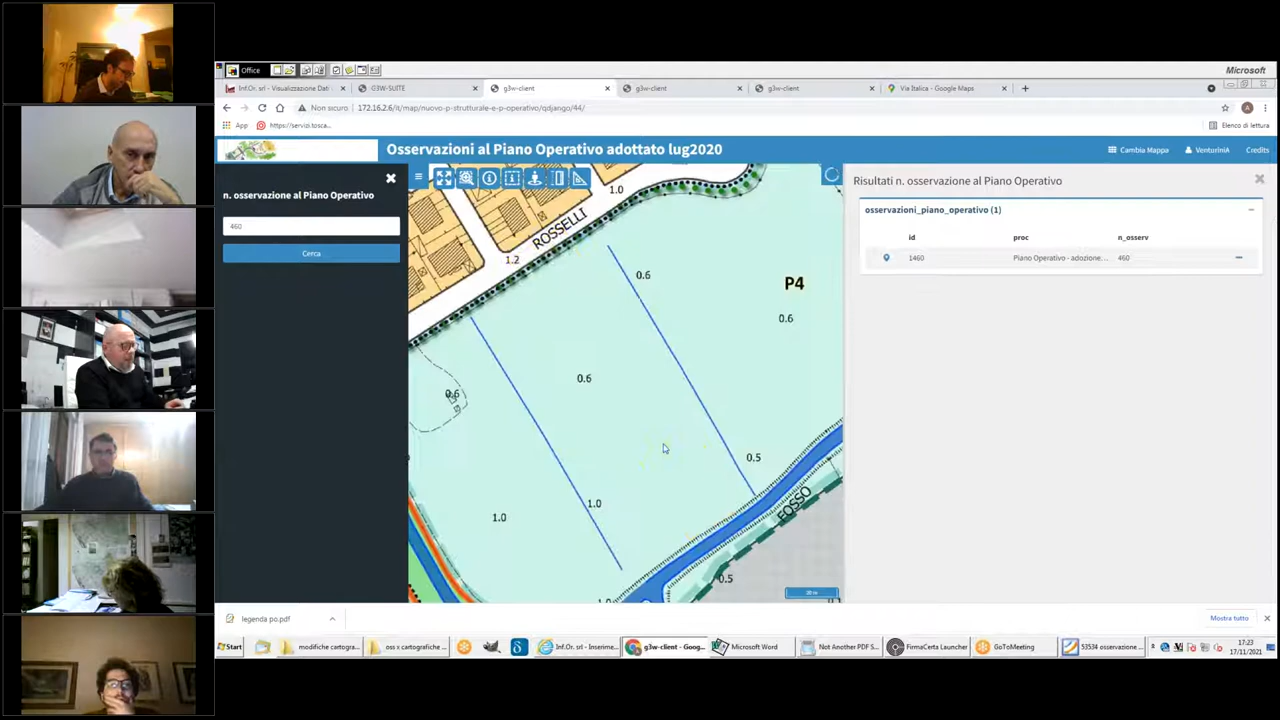 Office
Microsoft
Inf.Or. srl - Visualizzazione Dati
G3W-SUITE
g3w-client
g3w-client
g3w-client
Via Italica - Google Maps
Non sicuro
172.16.2.6/it/map/nuovo-p-strutturale-e-p-operativo/qdjango/44/
A
App
https://servizi.tosca...
Elenco di lettura
Osservazioni al Piano Operativo adottato lug2020
Cambia Mappa
VenturiniA
Credits
n. osservazione al Piano Operativo
460
Cerca
Risultati n. osservazione al Piano Operativo
osservazioni_piano_operativo (1)
id
proc
n_osserv
1460
Piano Operativo - adozione...
460
1.0
ROSSELLI
1.2
0.6
P4
0.6
0.6
0.6
0.5
1.0
1.0
FOSSO
0.5
20 m
legenda po.pdf
Mostra tutto
Start
modifiche cartogra...
oss x cartografiche ...
Inf.Or. srl - Inserime...
g3w-client - Goog...
Microsoft Word
Not Another PDF S...
FirmaCerta Launcher
GoToMeeting
53534 osservazione ...
17:23
17/11/2021